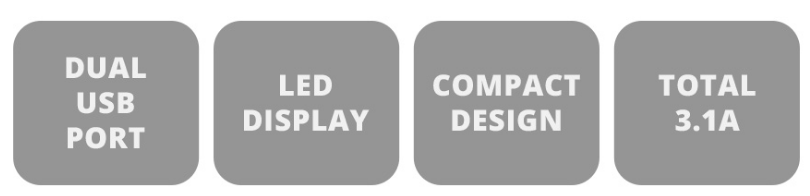 DUAL
USB
PORT
LED
DISPLAY
COMPACT
DESIGN
TOTAL
3.1A